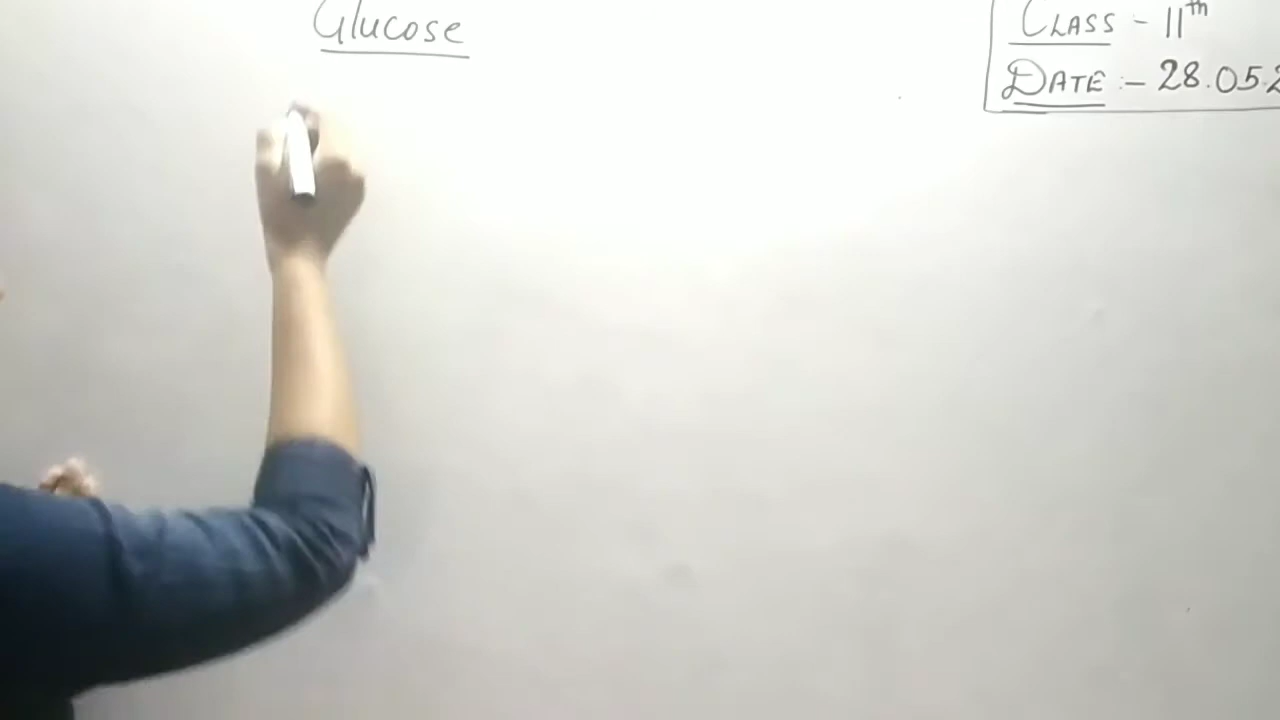 Glucose
CLASS - 11th
DATE :- 28.05.2